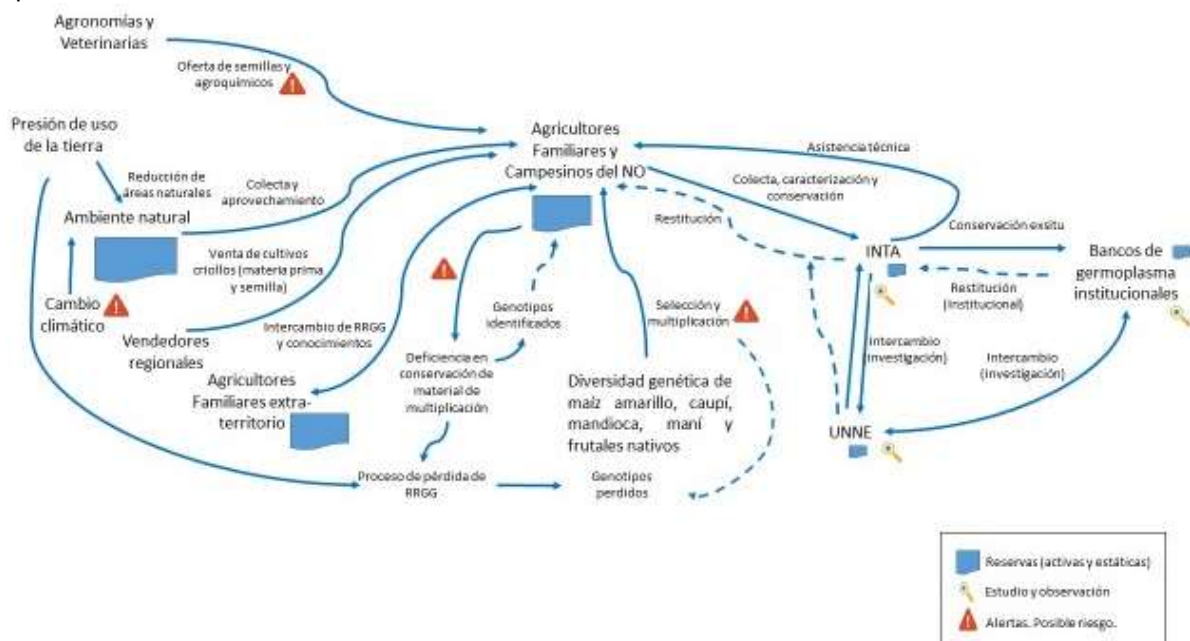 Agronomías y
Veterinarias
Oferta de semillas y
agroquímicos
Presión de uso
de la tierra
Agricultores
Familiares y
Campesinos del NO
Asistencia técnica
Reducción de
áreas naturales
Colecta y
aprovechamiento
Colecta, caracterización y
conservación
Ambiente natural
Restitución
Conservación exsitu
INTA
Bancos de
germoplasma
institucionales
Venta de cultivos
criollos (materia prima
y semilla)
Restitución
(institucional)
Cambio
climático
Genotipos
identificados
Selección y
multiplicación
Vendedores
regionales
Intercambio de RRGG
y conocimientos
Intercambio
(investigación)
Deficiencia en
conservación de
material de
multiplicación
Intercambio
(investigación)
Agricultores
Familiares extra-
territorio
Diversidad genética de
maíz amarillo, caupí,
mandioca, maní y
frutales nativos
UNNE
Proceso de pérdida de
RRGG
Genotipos
perdidos
Reservas (activas y estáticas)
Estudio y observación
Alertas. Posible riesgo.